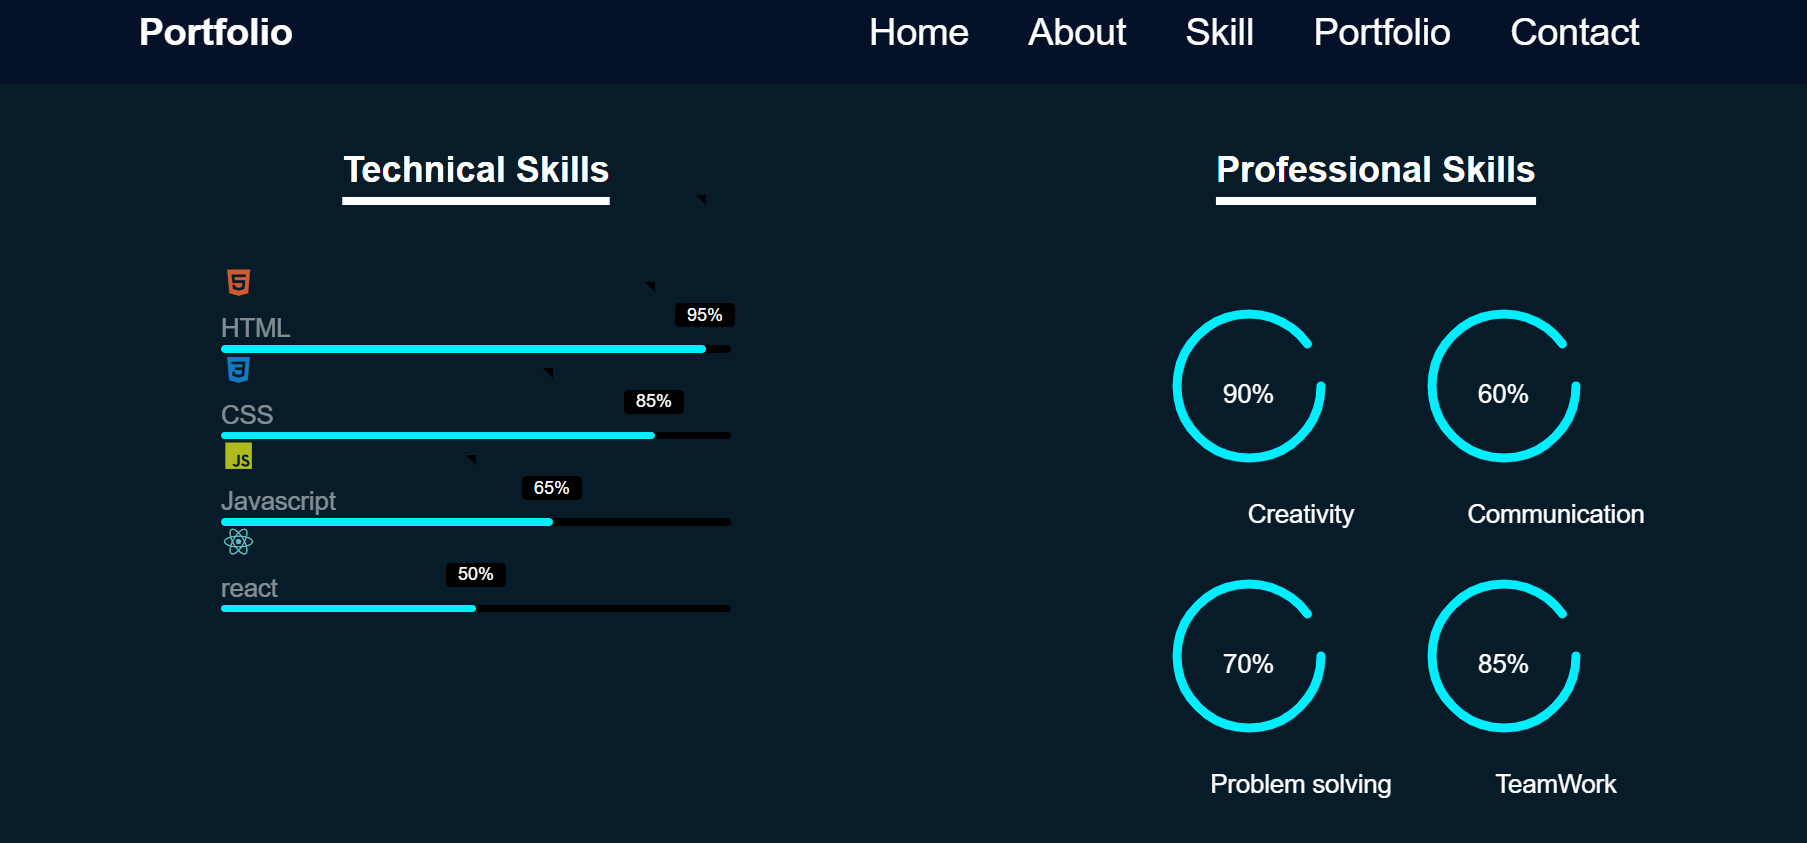 Portfolio
Home About Skill Portfolio Contact
Technical Skills
HTML
95%
CSS
85%
JS
Javascript
65%
react
50%
Professional Skills
90%
60%
Creativity
Communication
70%
85%
Problem solving
TeamWork